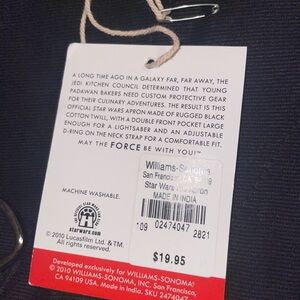 A LONG TIME AGO IN A GALAXY FAR, FAR AWAY, THE
JEDI KITCHEN COUNCIL DETERMINED THAT YOUNG
PADAWAN BAKERS NEED CUSTOM PROTECTIVE GEAR
FOR THEIR CULINARY ADVENTURES. THE RESULT IS THIS
OFFICIAL STAR WARS APRON MADE OF RUGGED BLACK
COTTON TWILL, WITH A DOUBLE FRONT POCKET LARGE
ENOUGH FOR A LIGHTSABER AND AN ADJUSTABLE
D-RING ON THE NECK STRAP FOR A COMFORTABLE FIT.
MAY THE FORCE BE WITH YOU!™
Williams-Sonoma
San Francisco, CA
Star Wars Apron
MADE IN INDIA
109 02474047 2821
$19.95
MACHINE WASHABLE.
starwars.com
© 2010 Lucasfilm Ltd. & TM.
All rights reserved.
Developed exclusively for WILLIAMS-SONOMA!
© 2010 WILLIAMS-SONOMA, INC. San Francisco,
CA 94109 USA. Made in India. SKU 2474047